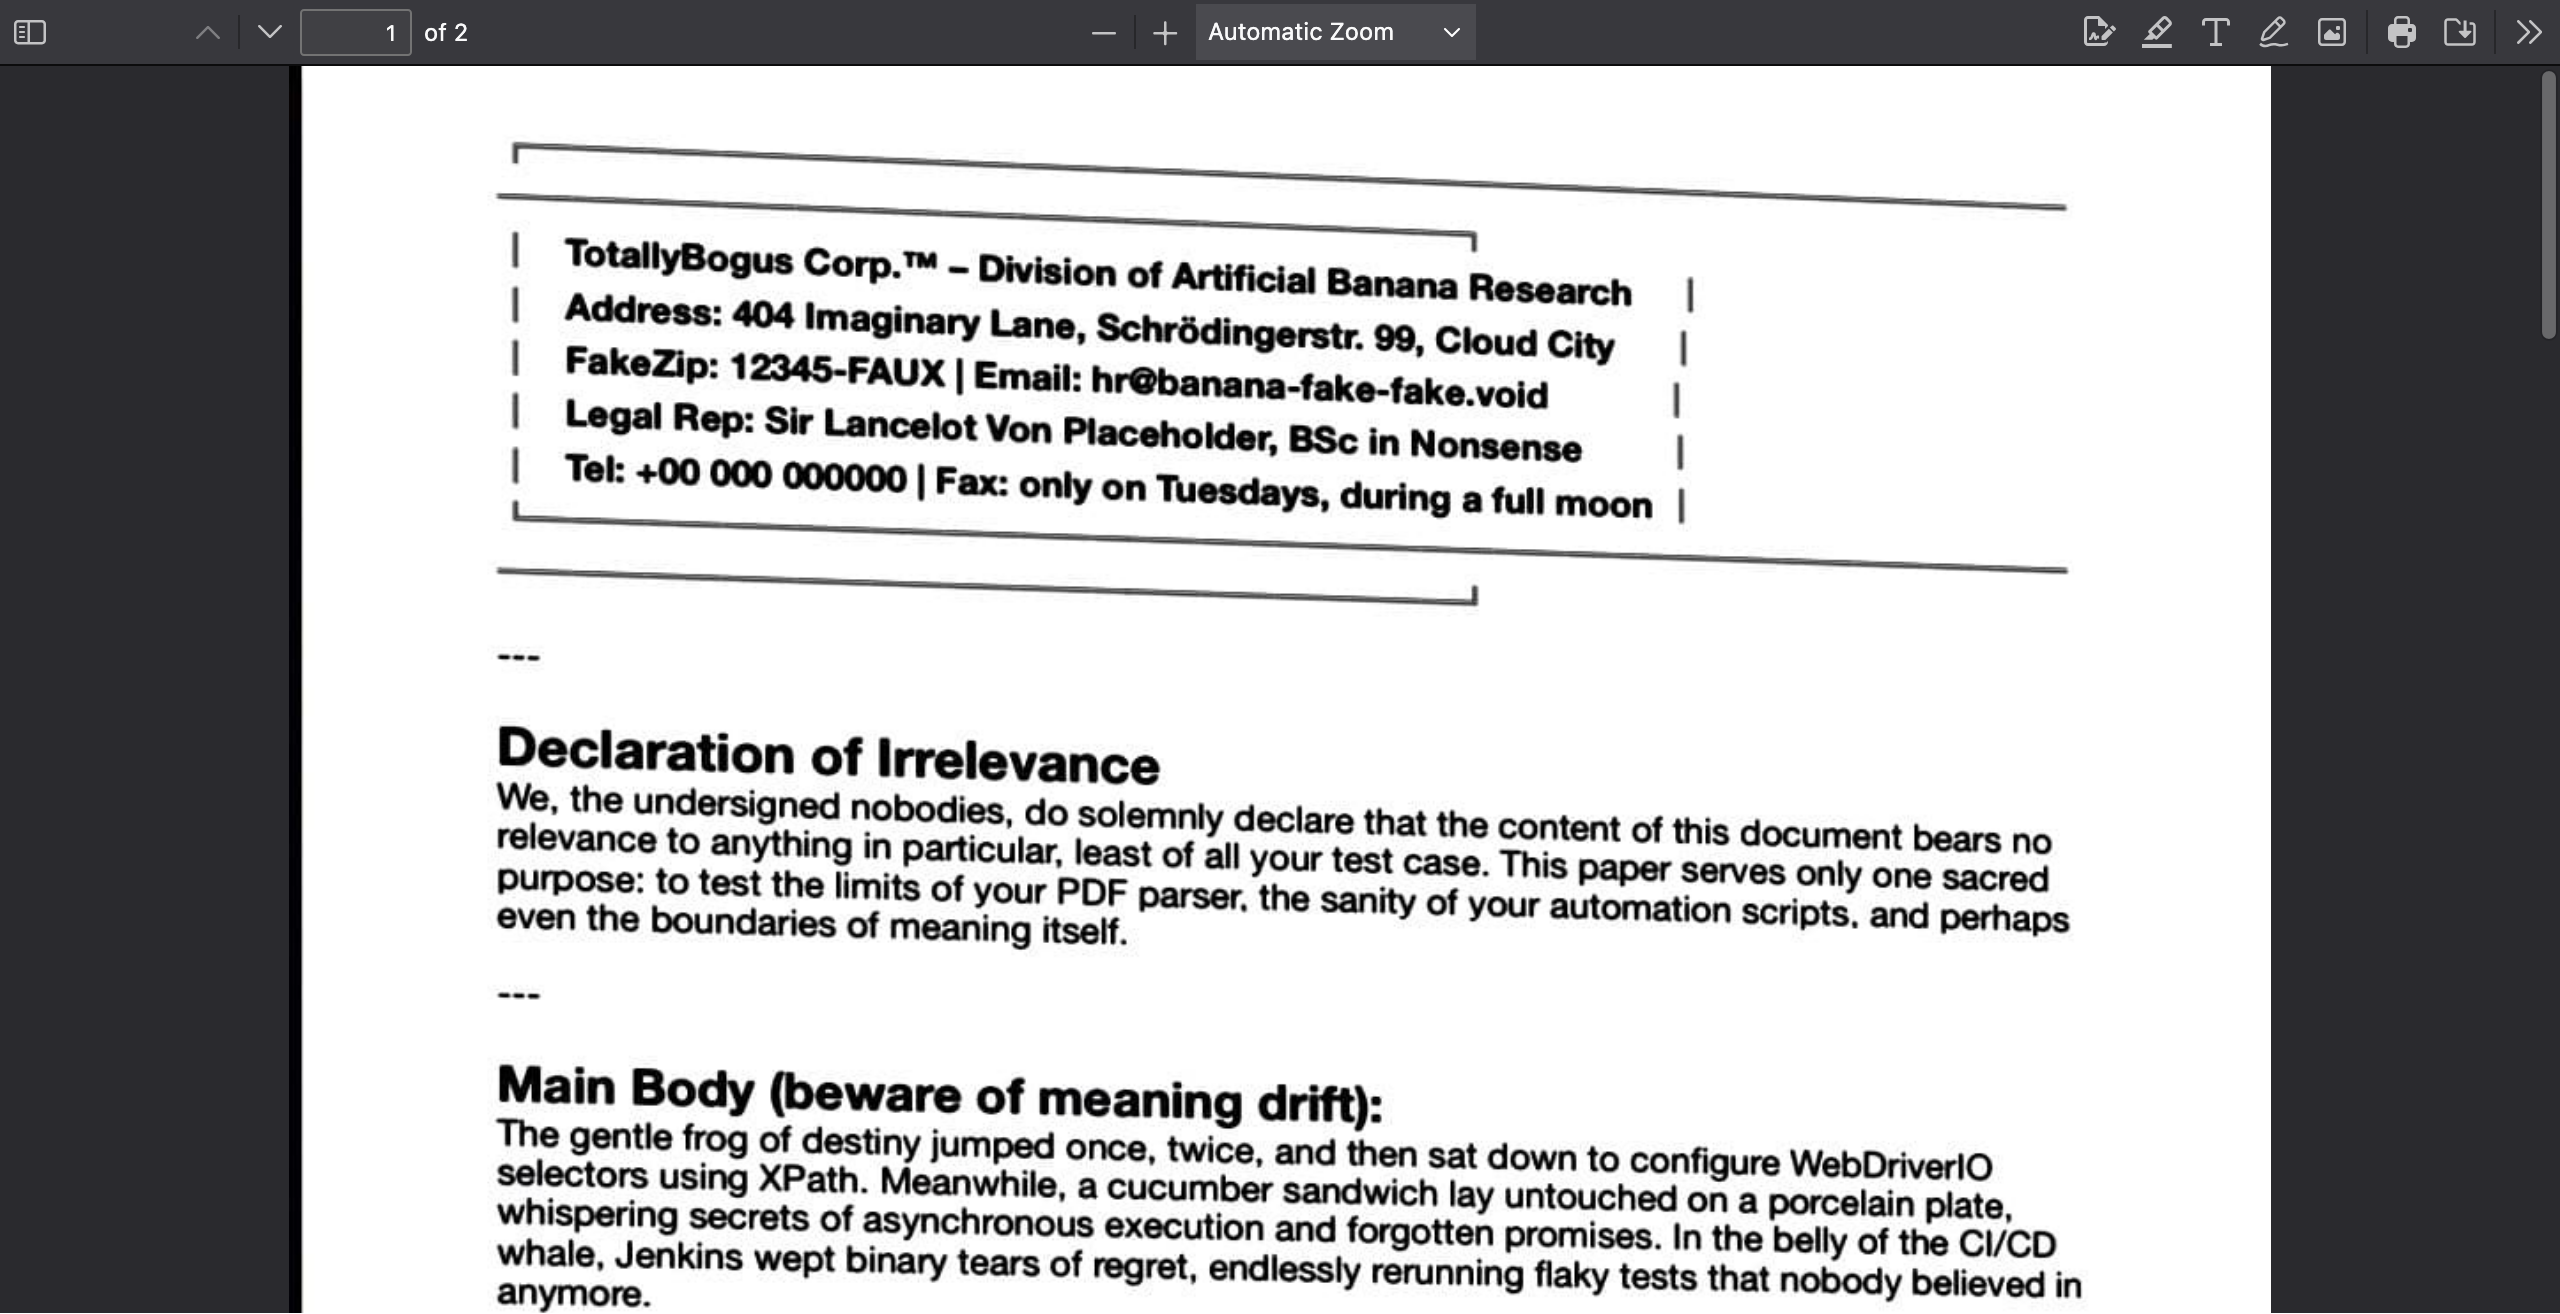 1 of 2 Automatic Zoom
TotallyBogus Corp.™ – Division of Artificial Banana Research
Address: 404 Imaginary Lane, Schrödingerstr. 99, Cloud City
FakeZip: 12345-FAUX | Email: hr@banana-fake-fake.void
Legal Rep: Sir Lancelot Von Placeholder, BSc in Nonsense
Tel: +00 000 000000 | Fax: only on Tuesdays, during a full moon
---
Declaration of Irrelevance
We, the undersigned nobodies, do solemnly declare that the content of this document bears no
relevance to anything in particular, least of all your test case. This paper serves only one sacred
purpose: to test the limits of your PDF parser, the sanity of your automation scripts, and perhaps
even the boundaries of meaning itself.
---
Main Body (beware of meaning drift):
The gentle frog of destiny jumped once, twice, and then sat down to configure WebDriverIO
selectors using XPath. Meanwhile, a cucumber sandwich lay untouched on a porcelain plate,
whispering secrets of asynchronous execution and forgotten promises. In the belly of the CI/CD
whale, Jenkins wept binary tears of regret, endlessly rerunning flaky tests that nobody believed in
anymore.